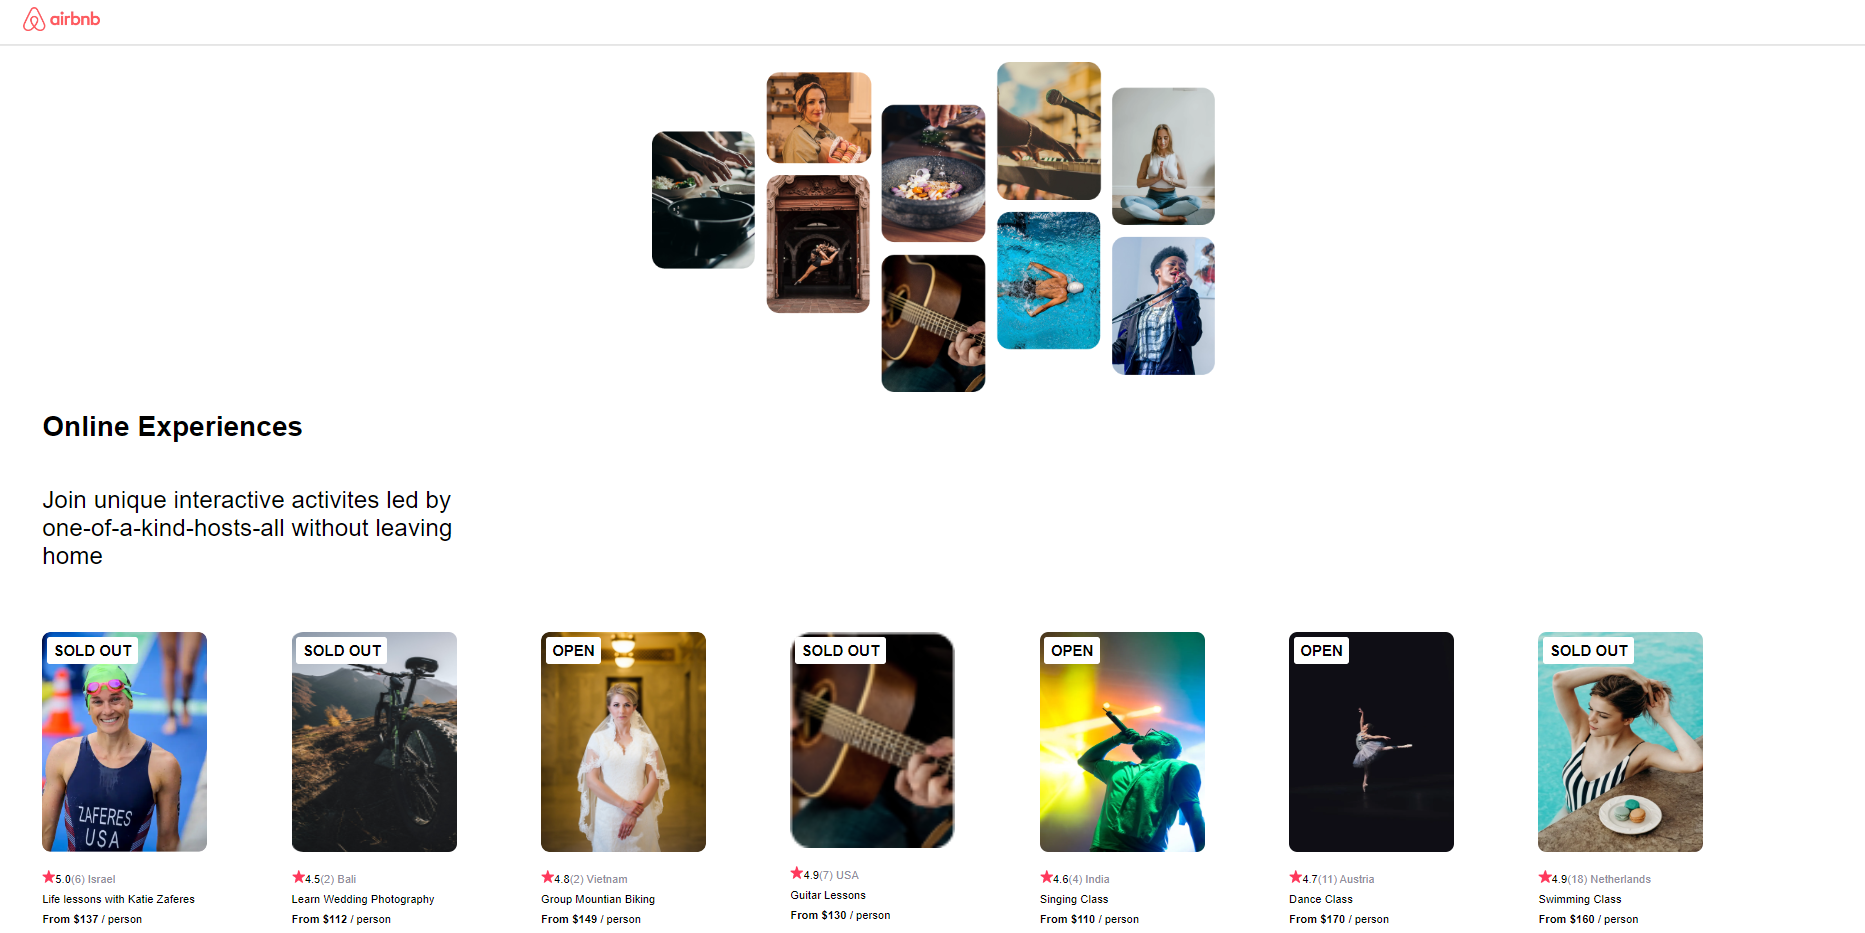 airbnb
Online Experiences
Join unique interactive activites led by
one-of-a-kind-hosts-all without leaving
home
SOLD OUT
ZAFERES
USA
5.0(6) Israel
Life lessons with Katie Zaferes
From $137 / person
SOLD OUT
4.5(2) Bali
Learn Wedding Photography
From $112 / person
OPEN
4.8(2) Vietnam
Group Mountian Biking
From $149 / person
SOLD OUT
4.9(7) USA
Guitar Lessons
From $130 / person
OPEN
4.6(4) India
Singing Class
From $110 / person
OPEN
4.7(11) Austria
Dance Class
From $170 / person
SOLD OUT
4.9(18) Netherlands
Swimming Class
From $160 / person